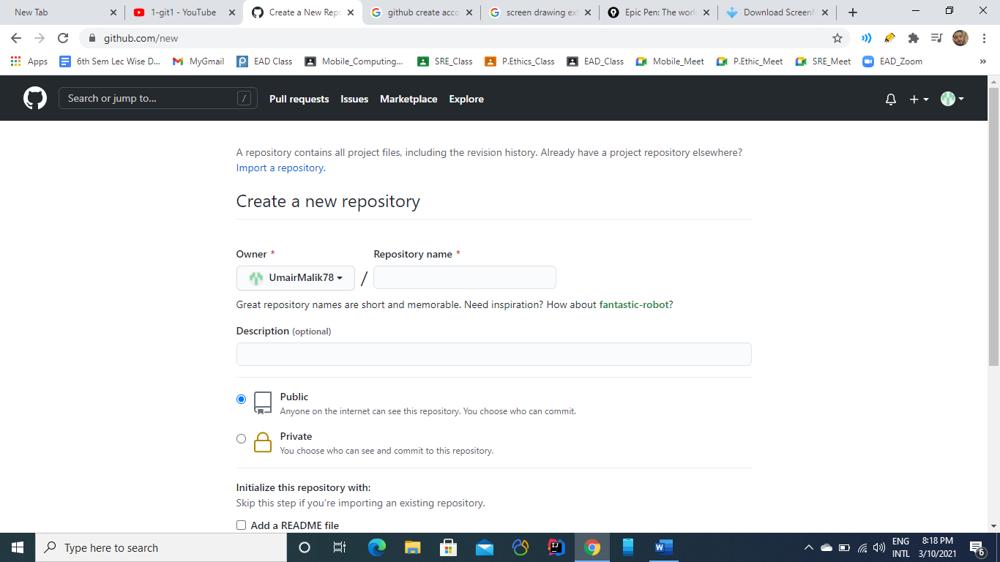 New Tab
1-git1 - YouTube
Create a New Repo
github create acco
screen drawing ex
Epic Pen: The worl
Download Screen
github.com/new
Apps
6th Sem Lec Wise D...
MyGmail
EAD Class
Mobile_Computing...
SRE_Class
P.Ethics_Class
EAD_Class
Mobile_Meet
P.Ethic_Meet
SRE_Meet
EAD_Zoom
»
Search or jump to... /
Pull requests
Issues
Marketplace
Explore
A repository contains all project files, including the revision history. Already have a project repository elsewhere?
Import a repository.
Create a new repository
Owner *
Repository name *
UmairMalik78 /
Great repository names are short and memorable. Need inspiration? How about fantastic-robot?
Description (optional)
Public
Anyone on the internet can see this repository. You choose who can commit.
Private
You choose who can see and commit to this repository.
Initialize this repository with:
Skip this step if you're importing an existing repository.
Add a README file
Type here to search
ENG
INTL
8:18 PM
3/10/2021
6